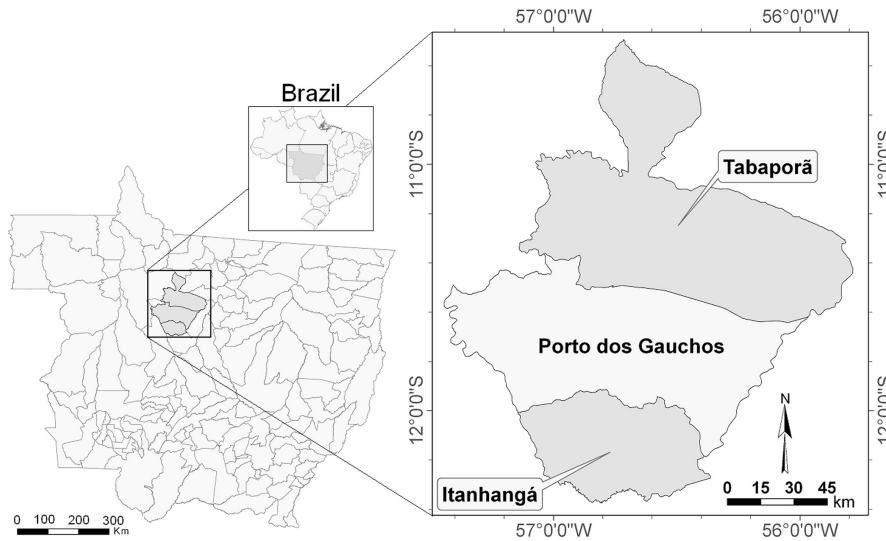 57°0'0"W
56°0'0"W
Brazil
11°0'0"S
11°0'0"S
Tabaporã
Porto dos Gauchos
12°0'0"S
12°0'0"S
N
Itanhangá
0 15 30 45
km
0 100 200 300
Km
57°0'0"W
56°0'0"W